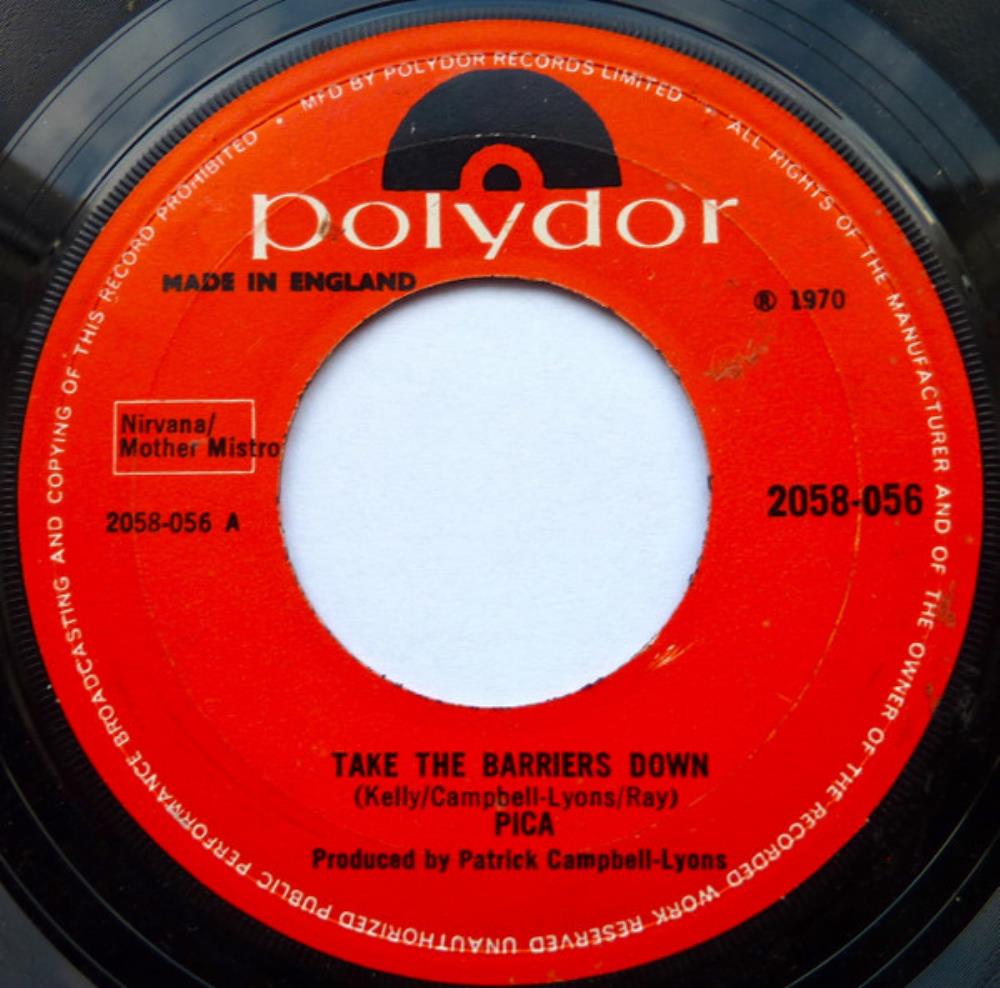 MFD BY POLYDOR RECORDS LIMITED • ALL RIGHTS OF THE MANUFACTURER AND OF THE OWNER OF THE RECORDED WORK RESERVED UNAUTHORIZED PUBLIC PERFORMANCE BROADCASTING AND COPYING OF THIS RECORD PROHIBITED •
polydor
MADE IN ENGLAND
℗ 1970
Nirvana/
Mother Mistro
2058-056 A
2058-056
TAKE THE BARRIERS DOWN
(Kelly/Campbell-Lyons/Ray)
PICA
Produced by Patrick Campbell-Lyons